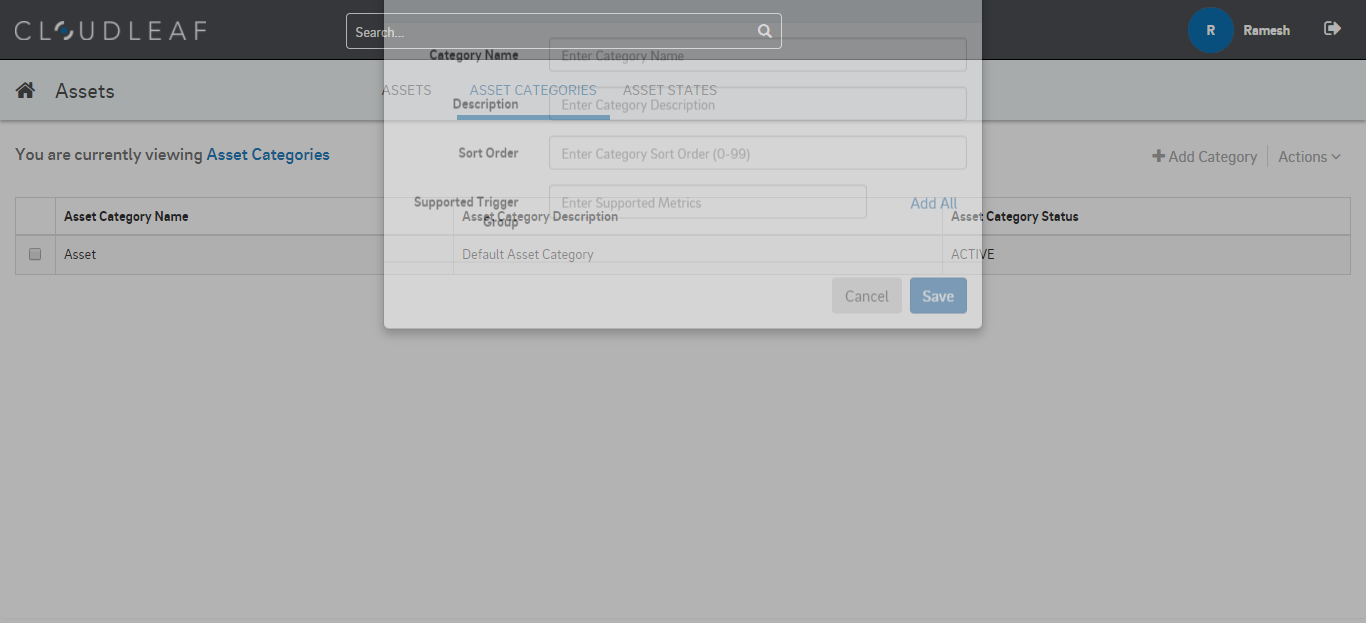 CLOUDLEAF
Search...
R
Ramesh
Category Name
Enter Category Name
Assets
ASSETS
ASSET CATEGORIES
ASSET STATES
Description
Enter Category Description
You are currently viewing Asset Categories
Sort Order
Enter Category Sort Order (0-99)
Add Category
Actions
Supported Trigger
Group
Enter Supported Metrics
Add All
Asset Category Name
Asset Category Description
Asset Category Status
Asset
Default Asset Category
ACTIVE
Cancel
Save